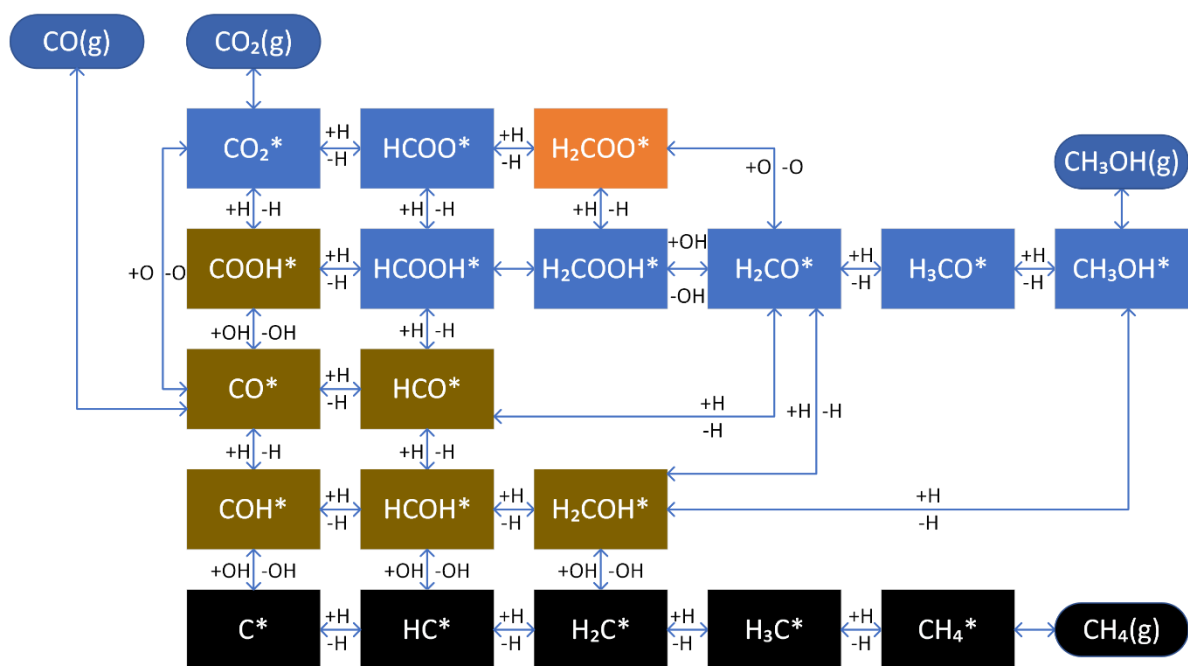 CO(g)
CO₂(g)
CO₂*
+H
-H
HCOO*
+H
-H
H₂COO*
+O -O
CH₃OH(g)
+H -H
+H -H
+H -H
+O -O
COOH*
+H
-H
HCOOH*
H₂COOH*
+OH
-OH
H₂CO*
+H
-H
H₃CO*
+H
-H
CH₃OH*
+OH -OH
+H -H
CO*
+H
-H
HCO*
+H
-H
+H -H
+H -H
+H -H
COH*
+H
-H
HCOH*
+H
-H
H₂COH*
+H
-H
+OH -OH
+OH -OH
+OH -OH
C*
+H
-H
HC*
+H
-H
H₂C*
+H
-H
H₃C*
+H
-H
CH₄*
CH₄(g)